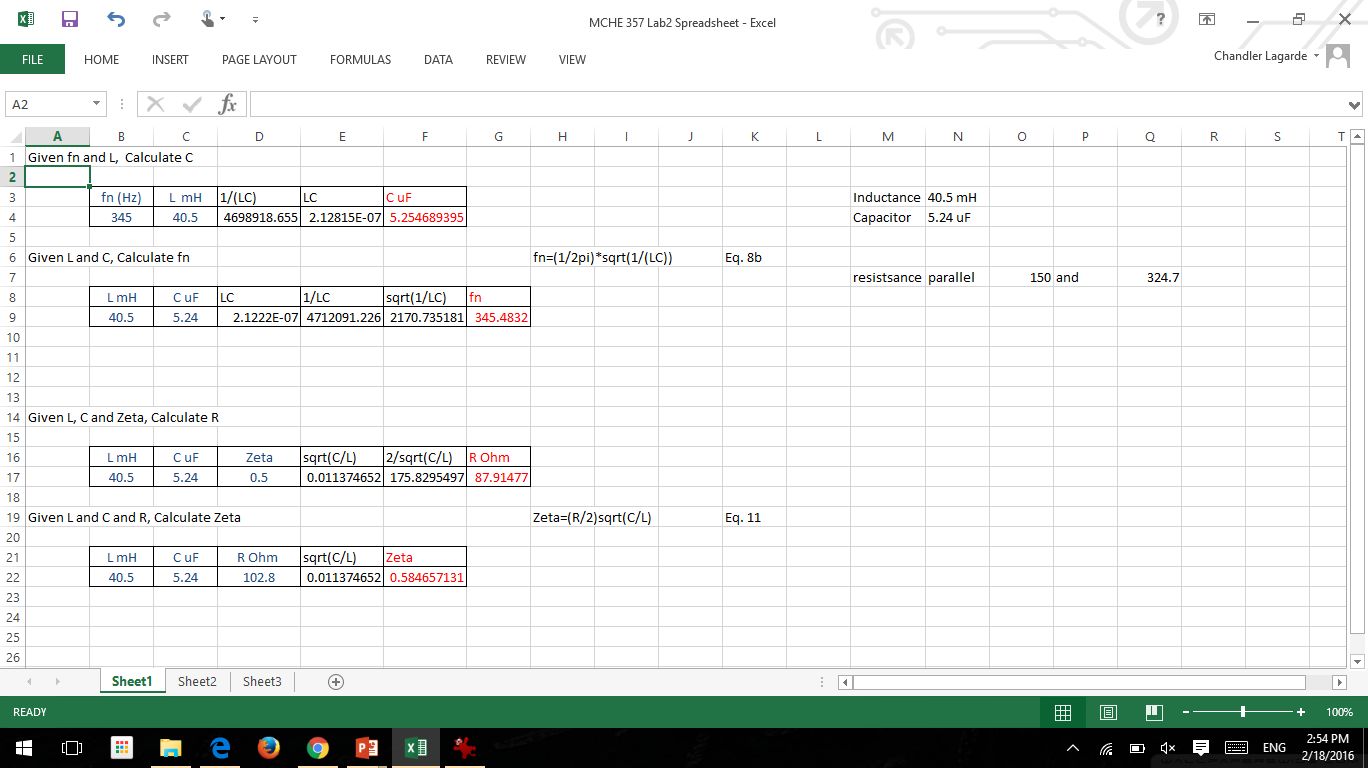 MCHE 357 Lab2 Spreadsheet - Excel
?
FILE HOME INSERT PAGE LAYOUT FORMULAS DATA REVIEW VIEW Chandler Lagarde
A2 fx
A B C D E F G H I J K L M N O P Q R S T
1 Given fn and L, Calculate C
2
3 fn (Hz) L mH 1/(LC) LC C uF Inductance 40.5 mH
4 345 40.5 4698918.655 2.12815E-07 5.254689395 Capacitor 5.24 uF
5
6 Given L and C, Calculate fn fn=(1/2pi)*sqrt(1/(LC)) Eq. 8b
7 resistsance parallel 150 and 324.7
8 L mH C uF LC 1/LC sqrt(1/LC) fn
9 40.5 5.24 2.1222E-07 4712091.226 2170.735181 345.4832
10
11
12
13
14 Given L, C and Zeta, Calculate R
15
16 L mH C uF Zeta sqrt(C/L) 2/sqrt(C/L) R Ohm
17 40.5 5.24 0.5 0.011374652 175.8295497 87.91477
18
19 Given L and C and R, Calculate Zeta Zeta=(R/2)sqrt(C/L) Eq. 11
20
21 L mH C uF R Ohm sqrt(C/L) Zeta
22 40.5 5.24 102.8 0.011374652 0.584657131
23
24
25
26
Sheet1 Sheet2 Sheet3
READY 100%
ENG 2:54 PM
2/18/2016